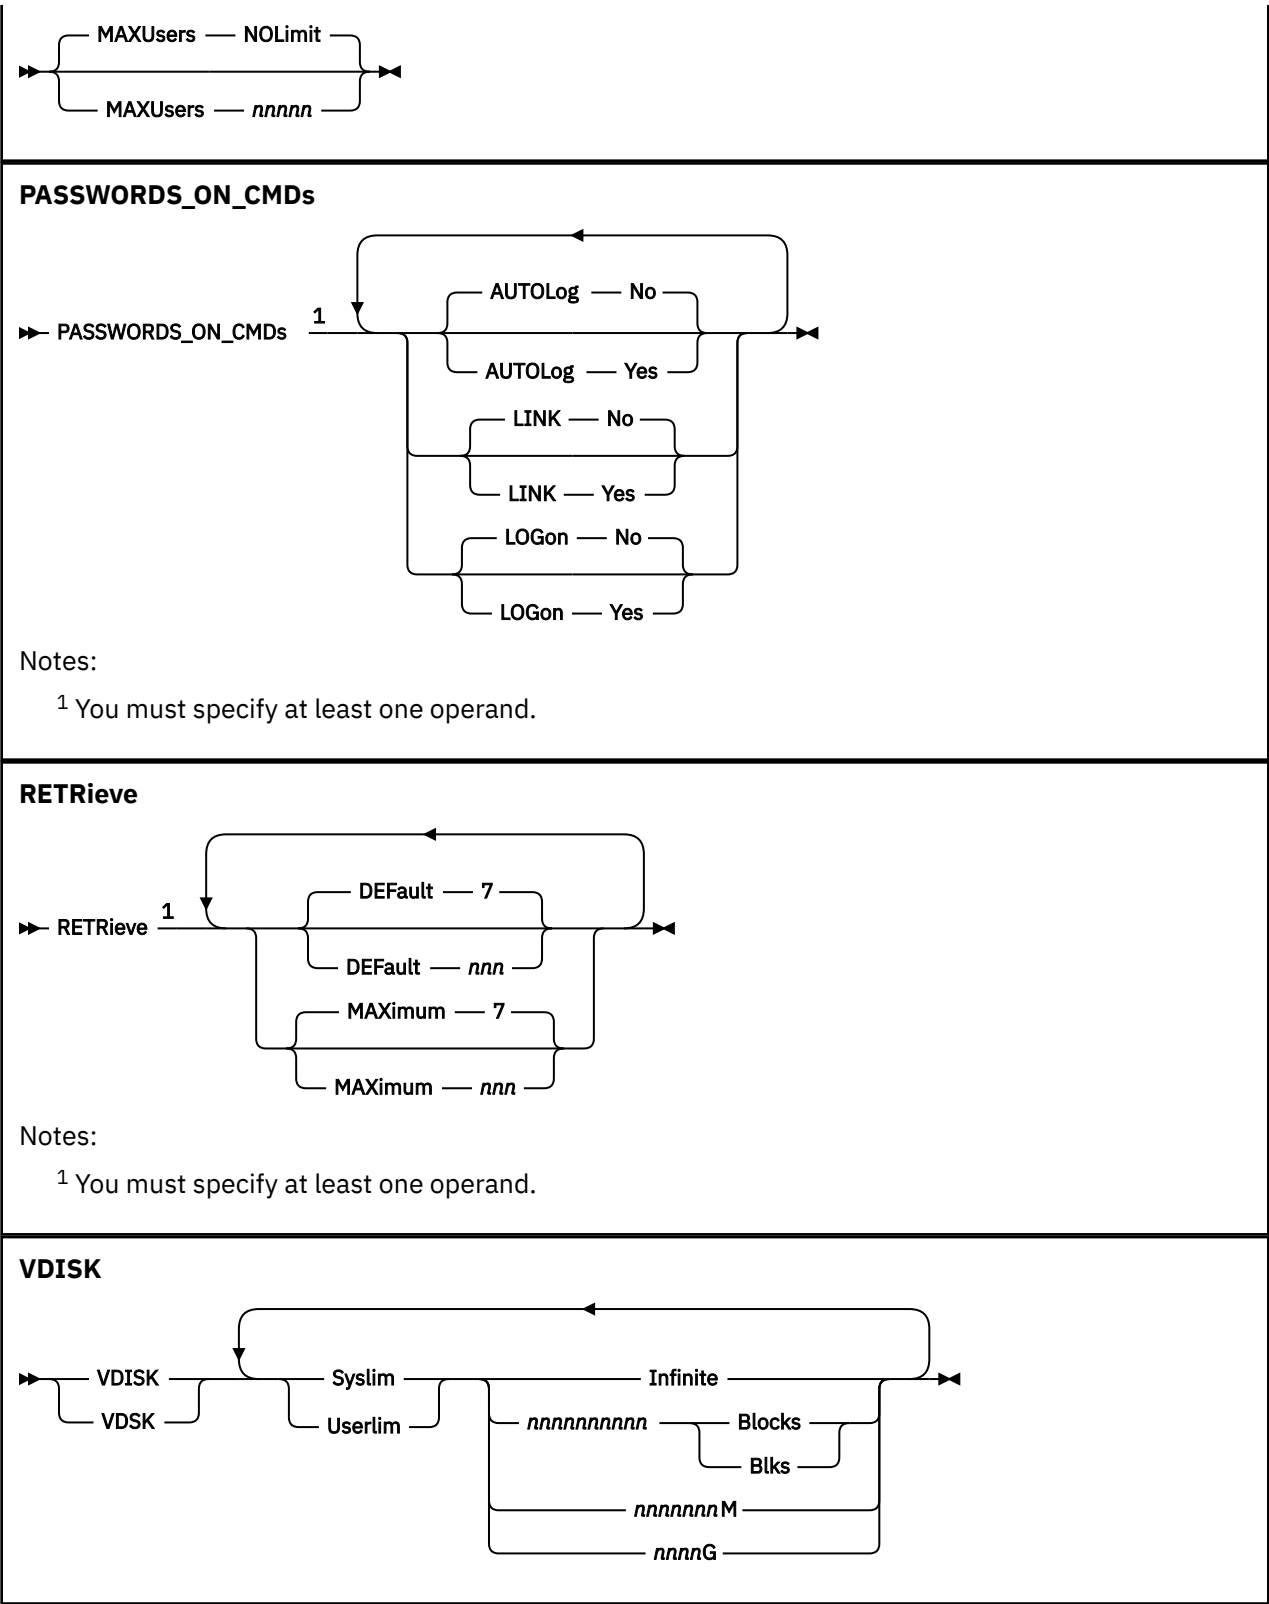 MAXUsers NOLimit
MAXUsers nnnnn
PASSWORDS_ON_CMDs
AUTOLog No
PASSWORDS_ON_CMDs 1
AUTOLog Yes
LINK No
LINK Yes
LOGon No
LOGon Yes
Notes:
1 You must specify at least one operand.
RETRieve
DEFault 7
RETRieve 1
DEFault nnn
MAXimum 7
MAXimum nnn
Notes:
1 You must specify at least one operand.
VDISK
VDISK Syslim Infinite
VDSK Userlim nnnnnnnnnn Blocks
Blks
nnnnnnnM
nnnnG